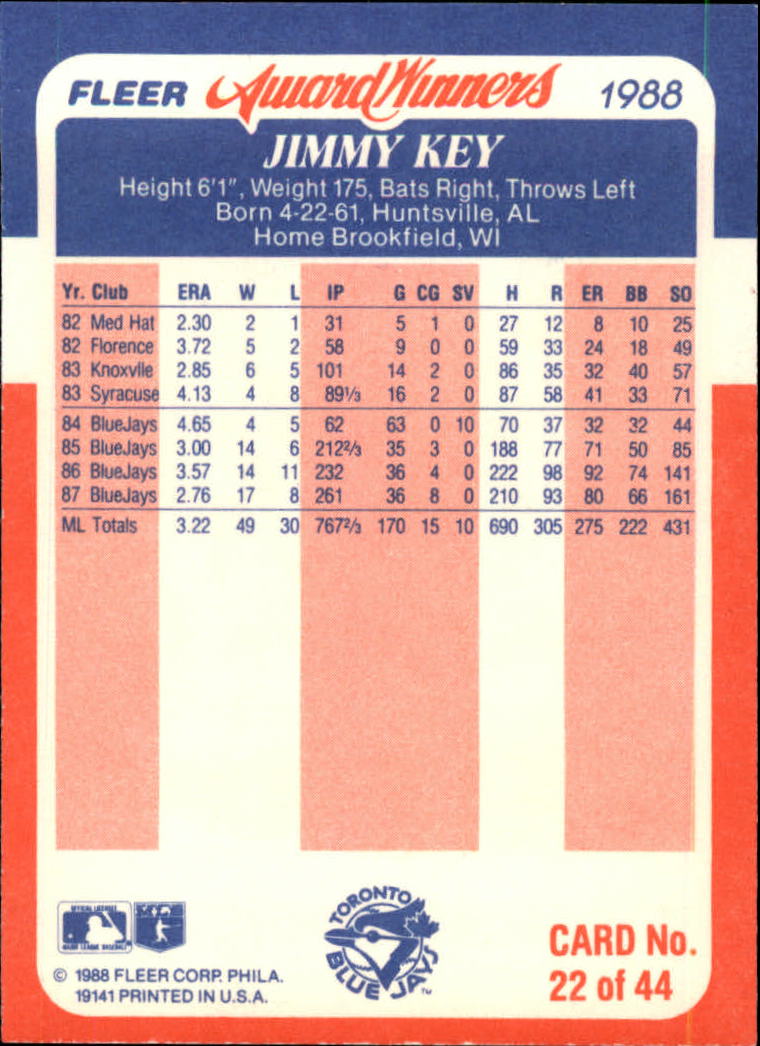 FLEER Award Winners 1988
JIMMY KEY
Height 6'1", Weight 175, Bats Right, Throws Left
Born 4-22-61, Huntsville, AL
Home Brookfield, WI
Yr. Club ERA W L IP G CG SV H R ER BB SO
82 Med Hat 2.30 2 1 31 5 1 0 27 12 8 10 25
82 Florence 3.72 5 2 58 9 0 0 59 33 24 18 49
83 Knoxvlle 2.85 6 5 101 14 2 0 86 35 32 40 57
83 Syracuse 4.13 4 8 89⅓ 16 2 0 87 58 41 33 71
84 BlueJays 4.65 4 5 62 63 0 10 70 37 32 32 44
85 BlueJays 3.00 14 6 212⅔ 35 3 0 188 77 71 50 85
86 BlueJays 3.57 14 11 232 36 4 0 222 98 92 74 141
87 BlueJays 2.76 17 8 261 36 8 0 210 93 80 66 161
ML Totals 3.22 49 30 767⅔ 170 15 10 690 305 275 222 431
OFFICIAL LICENSEE
MAJOR LEAGUE BASEBALL
TORONTO
BLUE JAYS™
CARD No.
22 of 44
© 1988 FLEER CORP. PHILA.
19141 PRINTED IN U.S.A.